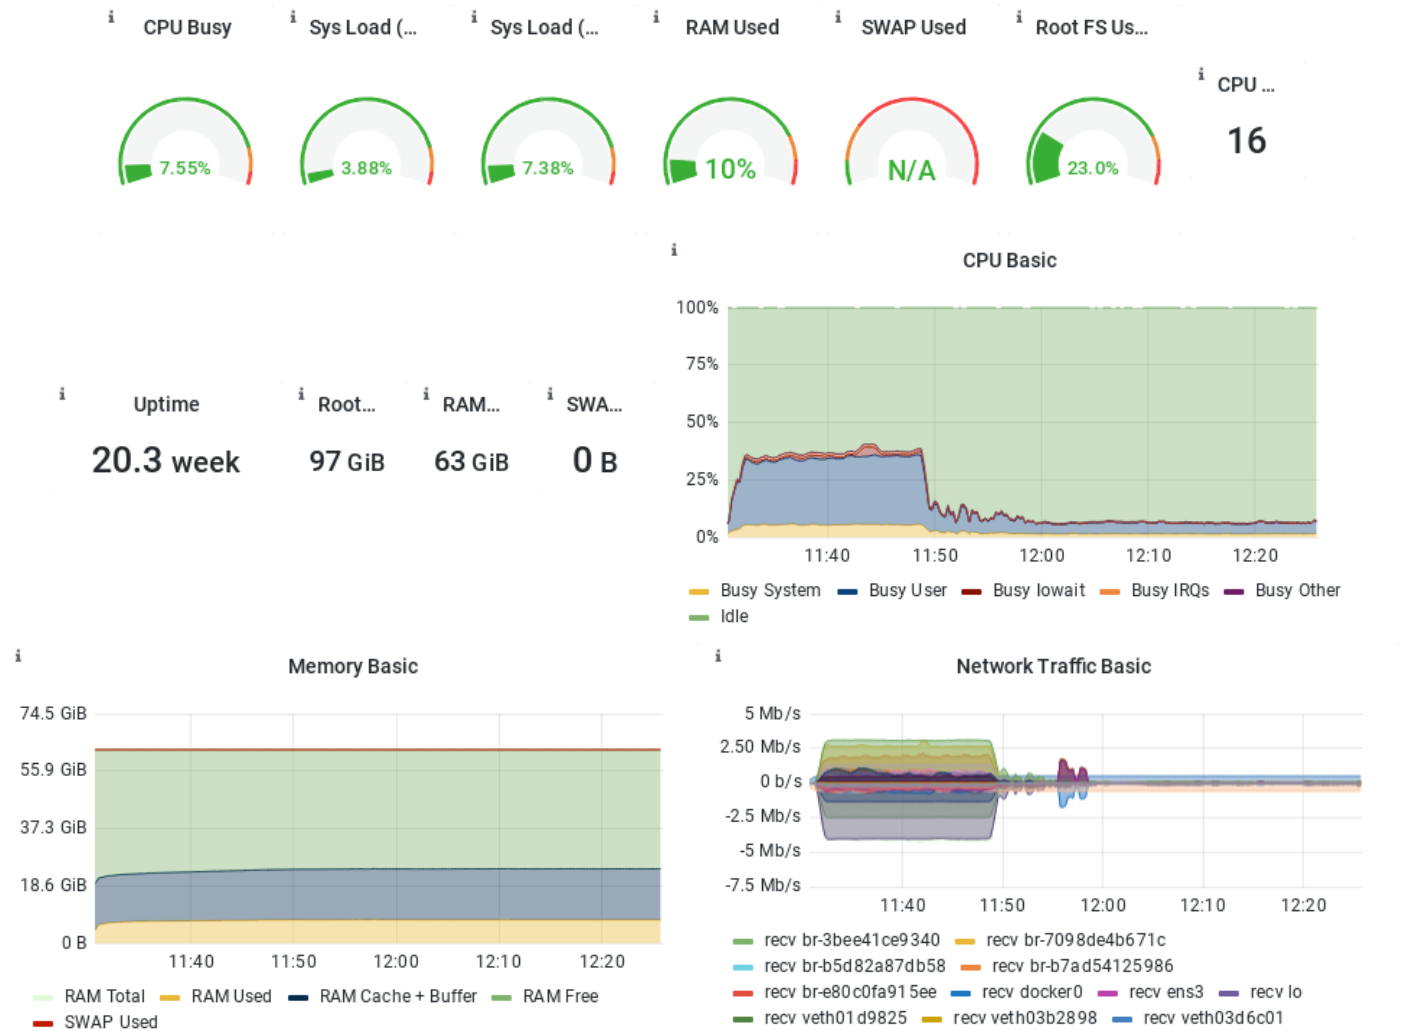 CPU Busy
Sys Load (...
Sys Load (...
RAM Used
SWAP Used
Root FS Us...
CPU ...
7.55%
3.88%
7.38%
10%
N/A
23.0%
16
Uptime
Root...
RAM...
SWA...
20.3 week
97 GiB
63 GiB
0 B
CPU Basic
100%
75%
50%
25%
0%
11:40 11:50 12:00 12:10 12:20
Busy System Busy User Busy Iowait Busy IRQs Busy Other
Idle
Memory Basic
74.5 GiB
55.9 GiB
37.3 GiB
18.6 GiB
0 B
11:40 11:50 12:00 12:10 12:20
RAM Total RAM Used RAM Cache + Buffer RAM Free
SWAP Used
Network Traffic Basic
5 Mb/s
2.50 Mb/s
0 b/s
-2.5 Mb/s
-5 Mb/s
-7.5 Mb/s
11:40 11:50 12:00 12:10 12:20
recv br-3bee41ce9340 recv br-7098de4b671c
recv br-b5d82a87db58 recv br-b7ad54125986
recv br-e80c0fa915ee recv docker0 recv ens3 recv lo
recv veth01d9825 recv veth03b2898 recv veth03d6c01